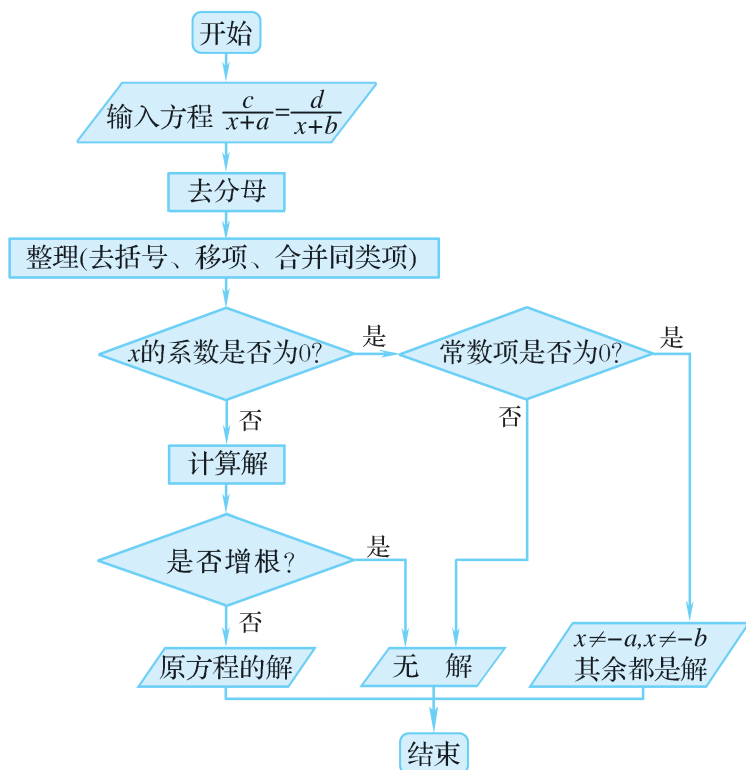 开始
输入方程 c/(x+a)=d/(x+b)
去分母
整理(去括号、移项、合并同类项)
x的系数是否为0?
是
常数项是否为0?
是
否
否
计算解
是否增根?
是
否
原方程的解
无 解
x≠-a,x≠-b
其余都是解
结束